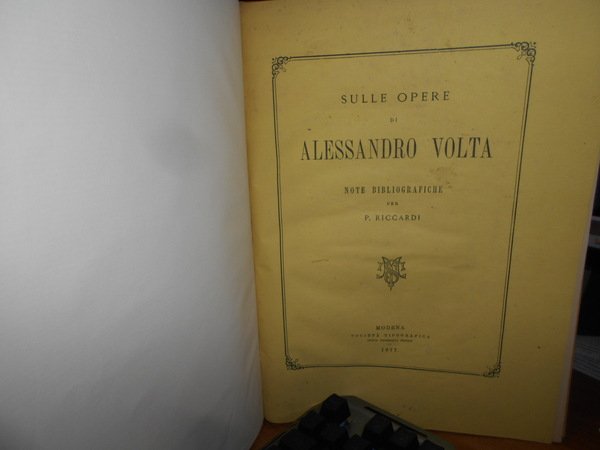 SULLE OPERE
DI
ALESSANDRO VOLTA
NOTE BIBLIOGRAFICHE
PER
P. RICCARDI
MODENA
SOCIETÀ TIPOGRAFICA